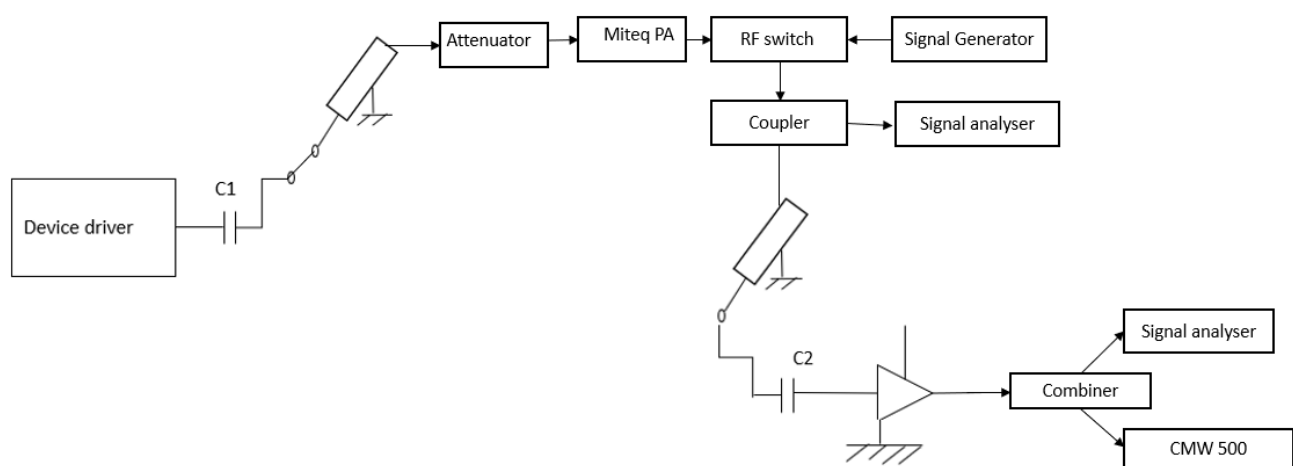 Attenuator
Miteq PA
RF switch
Signal Generator
Coupler
Signal analyser
C1
Device driver
C2
Signal analyser
Combiner
CMW 500